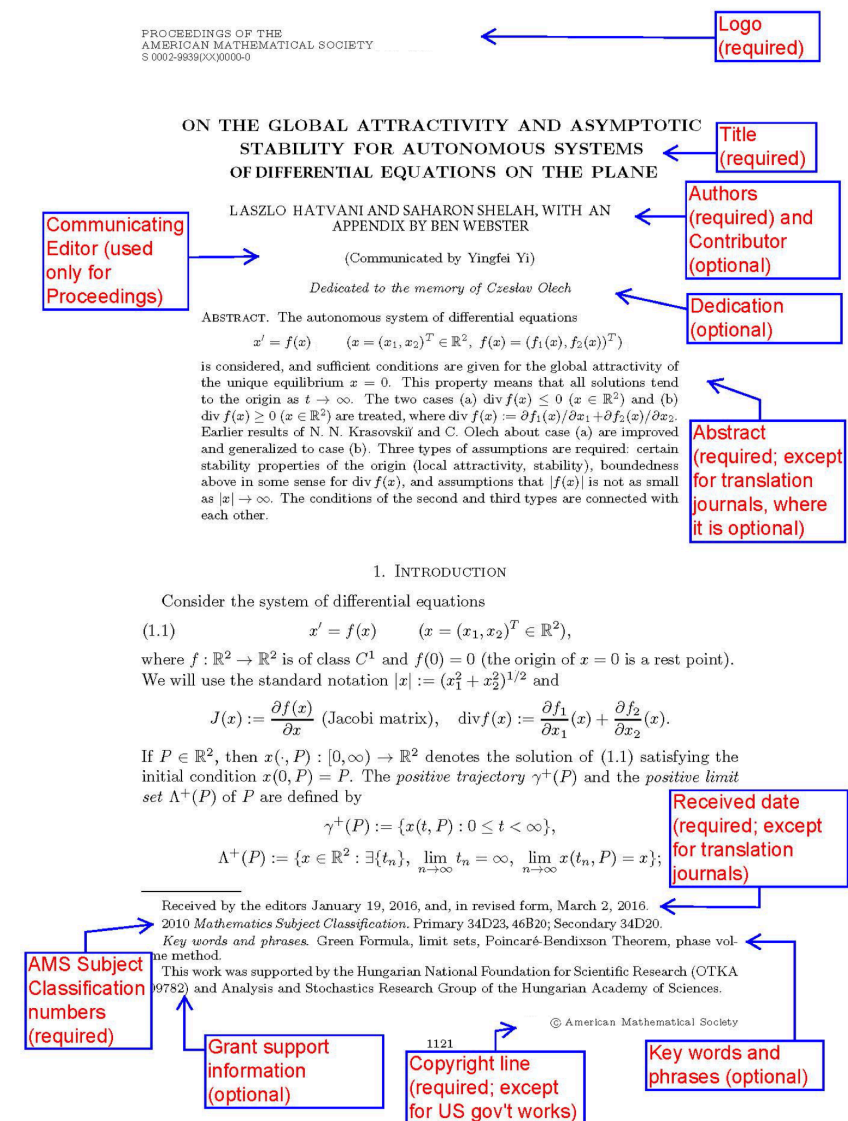 PROCEEDINGS OF THE
AMERICAN MATHEMATICAL SOCIETY
S 0002-9939(XX)0000-0
Logo
(required)
ON THE GLOBAL ATTRACTIVITY AND ASYMPTOTIC
STABILITY FOR AUTONOMOUS SYSTEMS
OF DIFFERENTIAL EQUATIONS ON THE PLANE
Title
(required)
LASZLO HATVANI AND SAHARON SHELAH, WITH AN
APPENDIX BY BEN WEBSTER
Authors
(required) and
Contributor
(optional)
Communicating
Editor (used
only for
Proceedings)
(Communicated by Yingfei Yi)
Dedicated to the memory of Czesław Olech
Dedication
(optional)
ABSTRACT. The autonomous system of differential equations
x′ = f(x) (x = (x₁, x₂)ᵀ ∈ ℝ², f(x) = (f₁(x), f₂(x))ᵀ)
is considered, and sufficient conditions are given for the global attractivity of
the unique equilibrium x = 0. This property means that all solutions tend
to the origin as t → ∞. The two cases (a) div f(x) ≤ 0 (x ∈ ℝ²) and (b)
div f(x) ≥ 0 (x ∈ ℝ²) are treated, where div f(x) := ∂f₁(x)/∂x₁ + ∂f₂(x)/∂x₂.
Earlier results of N. N. Krasovskiĭ and C. Olech about case (a) are improved
and generalized to case (b). Three types of assumptions are required: certain
stability properties of the origin (local attractivity, stability), boundedness
above in some sense for div f(x), and assumptions that |f(x)| is not as small
as |x| → ∞. The conditions of the second and third types are connected with
each other.
Abstract
(required; except
for translation
journals, where
it is optional)
1. INTRODUCTION
Consider the system of differential equations
(1.1) x′ = f(x) (x = (x₁, x₂)ᵀ ∈ ℝ²),
where f : ℝ² → ℝ² is of class C¹ and f(0) = 0 (the origin of x = 0 is a rest point).
We will use the standard notation |x| := (x₁² + x₂²)^{1/2} and
J(x) := ∂f(x)/∂x (Jacobi matrix), divf(x) := ∂f₁/∂x₁(x) + ∂f₂/∂x₂(x).
If P ∈ ℝ², then x(·, P) : [0, ∞) → ℝ² denotes the solution of (1.1) satisfying the
initial condition x(0, P) = P. The positive trajectory γ⁺(P) and the positive limit
set Λ⁺(P) of P are defined by
γ⁺(P) := {x(t, P) : 0 ≤ t < ∞},
Λ⁺(P) := {x ∈ ℝ² : ∃{tₙ}, lim_{n→∞} tₙ = ∞, lim_{n→∞} x(tₙ, P) = x};
Received date
(required; except
for translation
journals)
Received by the editors January 19, 2016, and, in revised form, March 2, 2016.
2010 Mathematics Subject Classification. Primary 34D23, 46B20; Secondary 34D20.
Key words and phrases. Green Formula, limit sets, Poincaré-Bendixson Theorem, phase vol-
me method.
This work was supported by the Hungarian National Foundation for Scientific Research (OTKA
9782) and Analysis and Stochastics Research Group of the Hungarian Academy of Sciences.
AMS Subject
Classification
numbers
(required)
© American Mathematical Society
1121
Grant support
information
(optional)
Copyright line
(required; except
for US gov't works)
Key words and
phrases (optional)